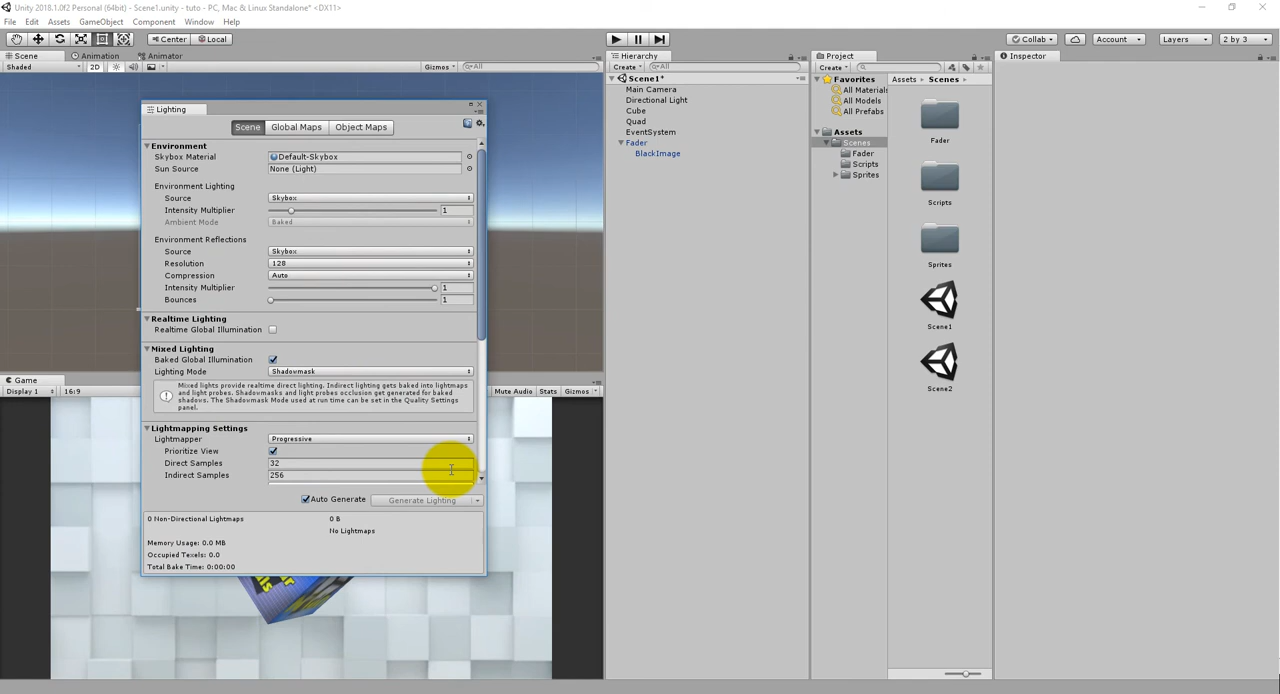 Unity 2018.1.0f2 Personal (64bit) - Scene1.unity - tuto - PC, Mac & Linux Standalone* <DX11>
File Edit Assets GameObject Component Window Help
Center Local Collab Account Layers 2 by 3
Scene Animation Animator
Shaded 2D Gizmos All
Hierarchy
Create All
Scene1*
Main Camera
Directional Light
Cube
Quad
EventSystem
Fader
BlackImage
Project
Create
Favorites
All Materials
All Models
All Prefabs
Assets
Scenes
Fader
Scripts
Sprites
Assets Scenes
Fader
Scripts
Sprites
Scene1
Scene2
Inspector
Lighting
Scene Global Maps Object Maps
Environment
Skybox Material Default-Skybox
Sun Source None (Light)
Environment Lighting
Source Skybox
Intensity Multiplier 1
Ambient Mode Baked
Environment Reflections
Source Skybox
Resolution 128
Compression Auto
Intensity Multiplier 1
Bounces 1
Realtime Lighting
Realtime Global Illumination
Mixed Lighting
Baked Global Illumination
Lighting Mode Shadowmask
Mixed lights provide realtime direct lighting. Indirect lighting gets baked into lightmaps
and light probes. Shadowmasks and light probes occlusion get generated for baked
shadows. The Shadowmask Mode used at run time can be set in the Quality Settings
panel.
Lightmapping Settings
Lightmapper Progressive
Prioritize View
Direct Samples 32
Indirect Samples 256
Auto Generate Generate Lighting
0 Non-Directional Lightmaps 0 B
No Lightmaps
Memory Usage: 0.0 MB
Occupied Texels: 0.0
Total Bake Time: 0:00:00
Game
Display 1 16:9 Mute Audio Stats Gizmos